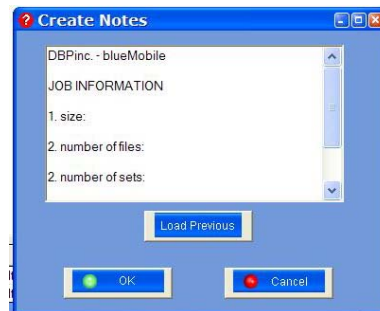 Create Notes
DBPinc. - blueMobile
JOB INFORMATION
1. size:
2. number of files:
2. number of sets:
Load Previous
OK
Cancel